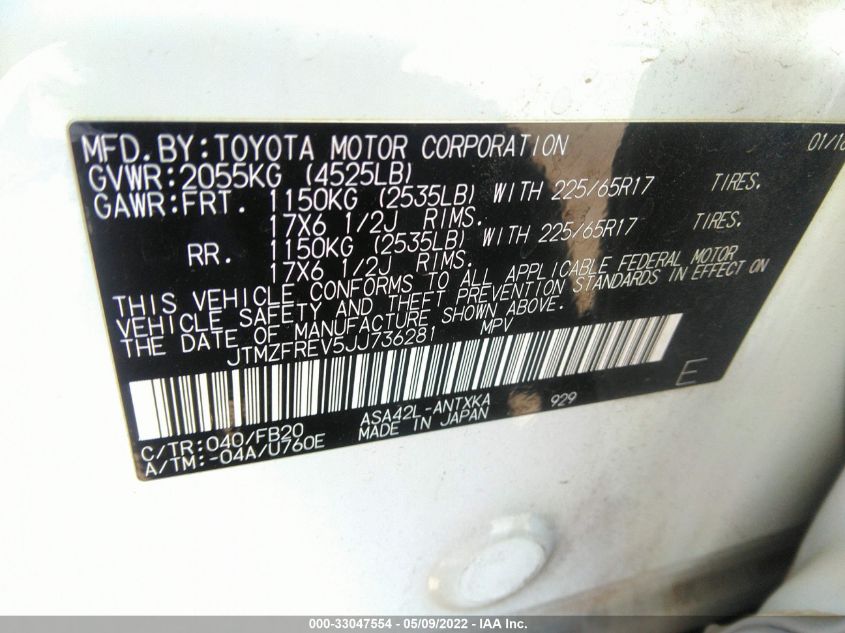 MFD.BY:TOYOTA MOTOR CORPORATION 01/18
GVWR:2055KG (4525LB)
GAWR:FRT. 1150KG (2535LB) WITH 225/65R17 TIRES.
17X6 1/2J RIMS.
RR. 1150KG (2535LB) WITH 225/65R17 TIRES.
17X6 1/2J RIMS.
THIS VEHICLE CONFORMS TO ALL APPLICABLE FEDERAL MOTOR
VEHICLE SAFETY AND THEFT PREVENTION STANDARDS IN EFFECT ON
THE DATE OF MANUFACTURE SHOWN ABOVE.
JTMZFREV5JJ736281 MPV
E
C/TR:040/FB20 ASA42L-ANTXKA 929
A/TM:-04A/U760E MADE IN JAPAN
000-33047554 - 05/09/2022 - IAA Inc.